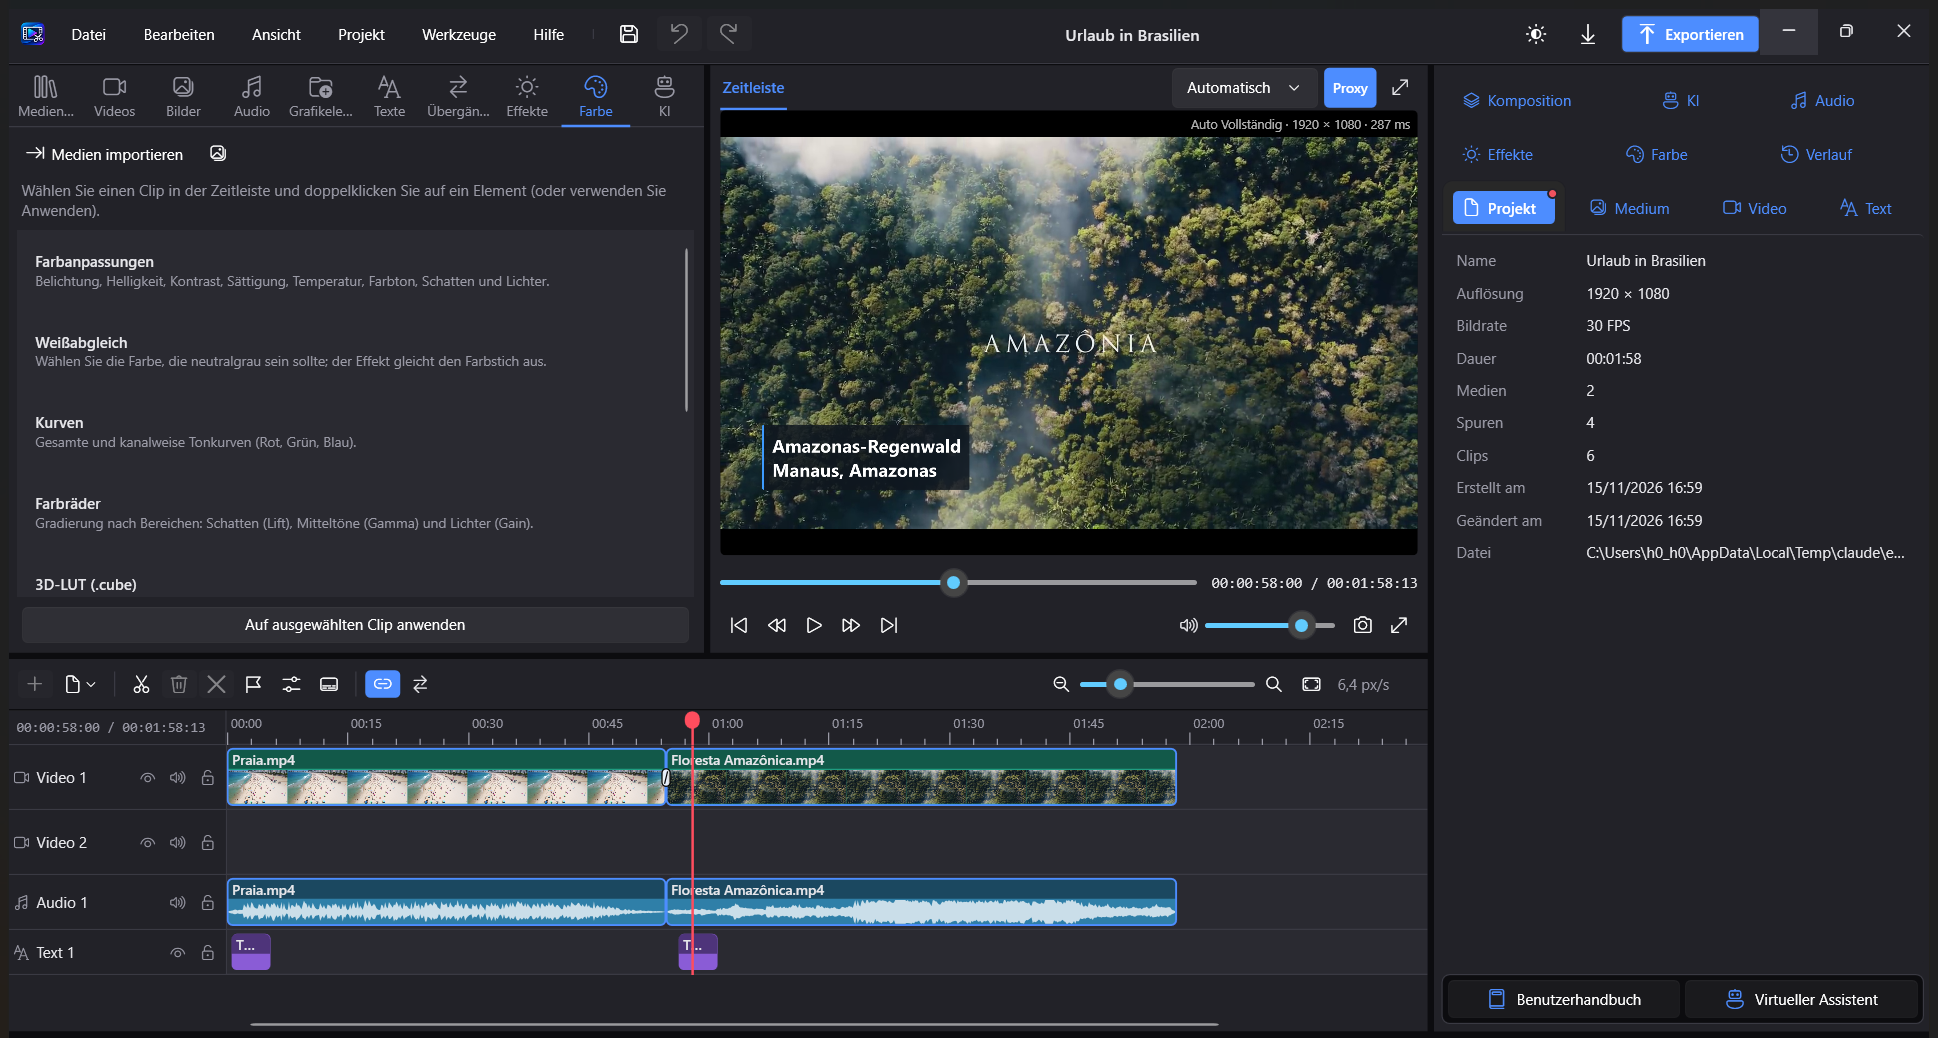 Datei Bearbeiten Ansicht Projekt Werkzeuge Hilfe
Urlaub in Brasilien
Exportieren
Medien... Videos Bilder Audio Grafikele... Texte Übergän... Effekte Farbe KI
Medien importieren
Wählen Sie einen Clip in der Zeitleiste und doppelklicken Sie auf ein Element (oder verwenden Sie
Anwenden).
Farbanpassungen
Belichtung, Helligkeit, Kontrast, Sättigung, Temperatur, Farbton, Schatten und Lichter.
Weißabgleich
Wählen Sie die Farbe, die neutralgrau sein sollte; der Effekt gleicht den Farbstich aus.
Kurven
Gesamte und kanalweise Tonkurven (Rot, Grün, Blau).
Farbräder
Gradierung nach Bereichen: Schatten (Lift), Mitteltöne (Gamma) und Lichter (Gain).
3D-LUT (.cube)
Auf ausgewählten Clip anwenden
Zeitleiste
Automatisch
Proxy
Auto Vollständig · 1920 × 1080 · 287 ms
AMAZÔNIA
Amazonas-Regenwald
Manaus, Amazonas
00:00:58:00 / 00:01:58:13
Komposition KI Audio
Effekte Farbe Verlauf
Projekt Medium Video Text
Name Urlaub in Brasilien
Auflösung 1920 × 1080
Bildrate 30 FPS
Dauer 00:01:58
Medien 2
Spuren 4
Clips 6
Erstellt am 15/11/2026 16:59
Geändert am 15/11/2026 16:59
Datei C:\Users\h0_h0\AppData\Local\Temp\claude\e...
6,4 px/s
00:00:58:00 / 00:01:58:13
00:00 00:15 00:30 00:45 01:00 01:15 01:30 01:45 02:00 02:15
Video 1
Praia.mp4
Floresta Amazônica.mp4
Video 2
Audio 1
Praia.mp4
Floresta Amazônica.mp4
Text 1
T...
T...
Benutzerhandbuch
Virtueller Assistent